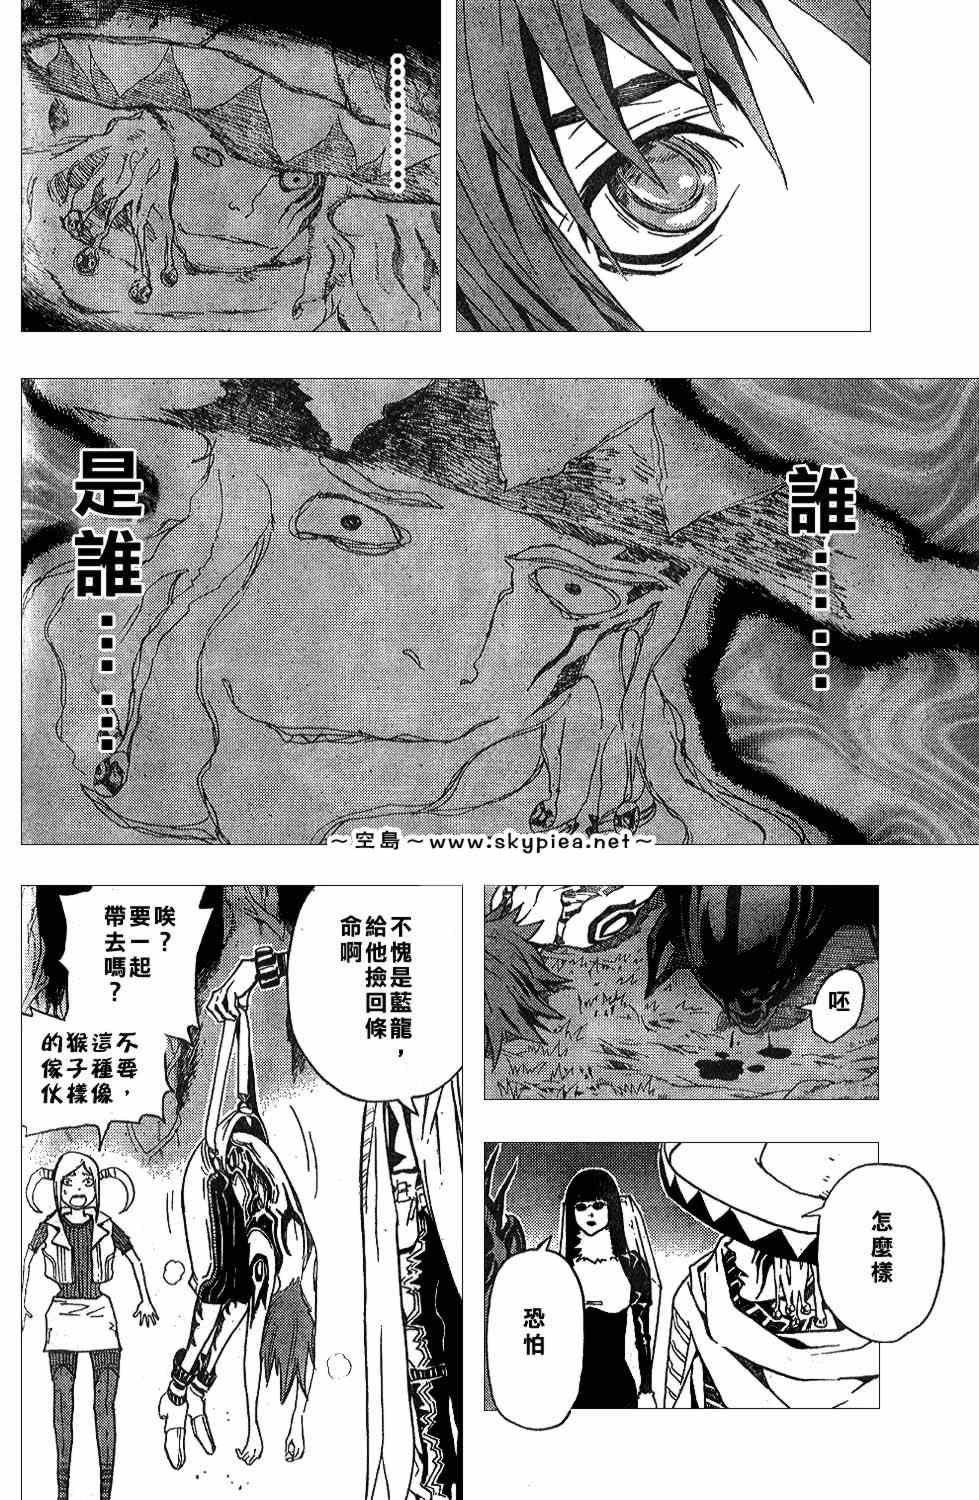 ………………
誰……
是誰……
～空島～www.skypiea.net～
呸
怎麼樣
恐怕
不愧是藍龍，
給他撿回條
命啊
唉？
要一起
帶去嗎？
不要，
這種像
猴子樣
的傢伙